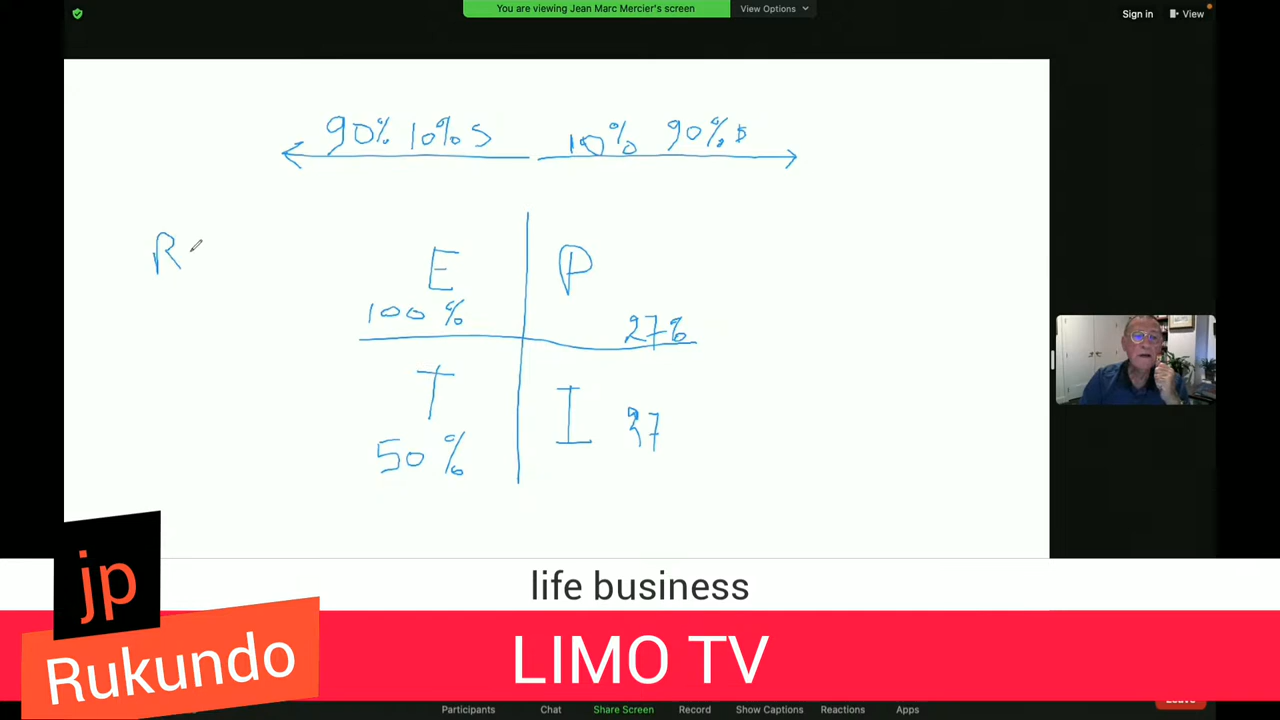 You are viewing Jean Marc Mercier's screen
View Options
Sign in
View
90% 10% $
10% 90% $
R
E
P
100 %
27%
T
I
37
50 %
life business
jp
Rukundo
LIMO TV
Participants
Chat
Share Screen
Record
Show Captions
Reactions
Apps
Leave